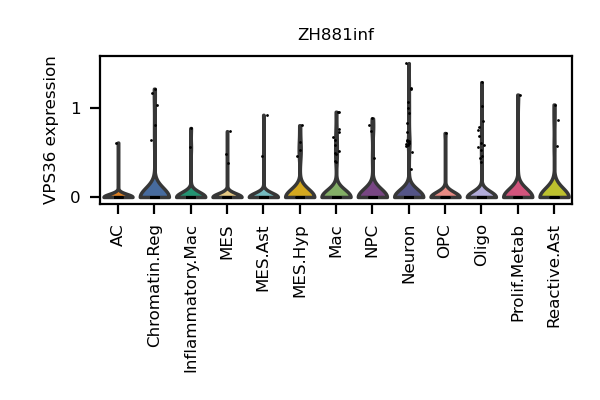 ZH881inf
VPS36 expression
1
0
AC
Chromatin.Reg
Inflammatory.Mac
MES
MES.Ast
MES.Hyp
Mac
NPC
Neuron
OPC
Oligo
Prolif.Metab
Reactive.Ast